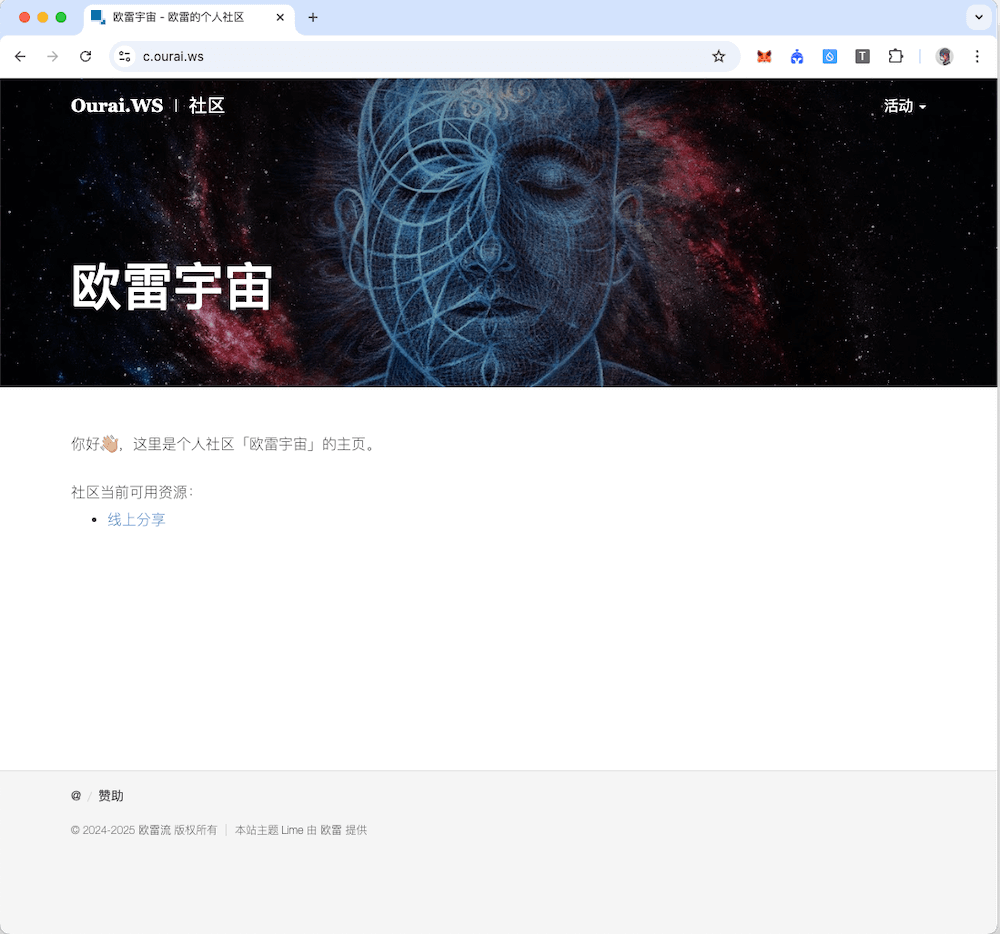 欧雷宇宙 - 欧雷的个人社区
c.ourai.ws
Ourai.WS | 社区
活动
欧雷宇宙
你好👋🏼，这里是个人社区「欧雷宇宙」的主页。
社区当前可用资源：
线上分享
@ / 赞助
© 2024-2025 欧雷流 版权所有 | 本站主题 Lime 由 欧雷 提供